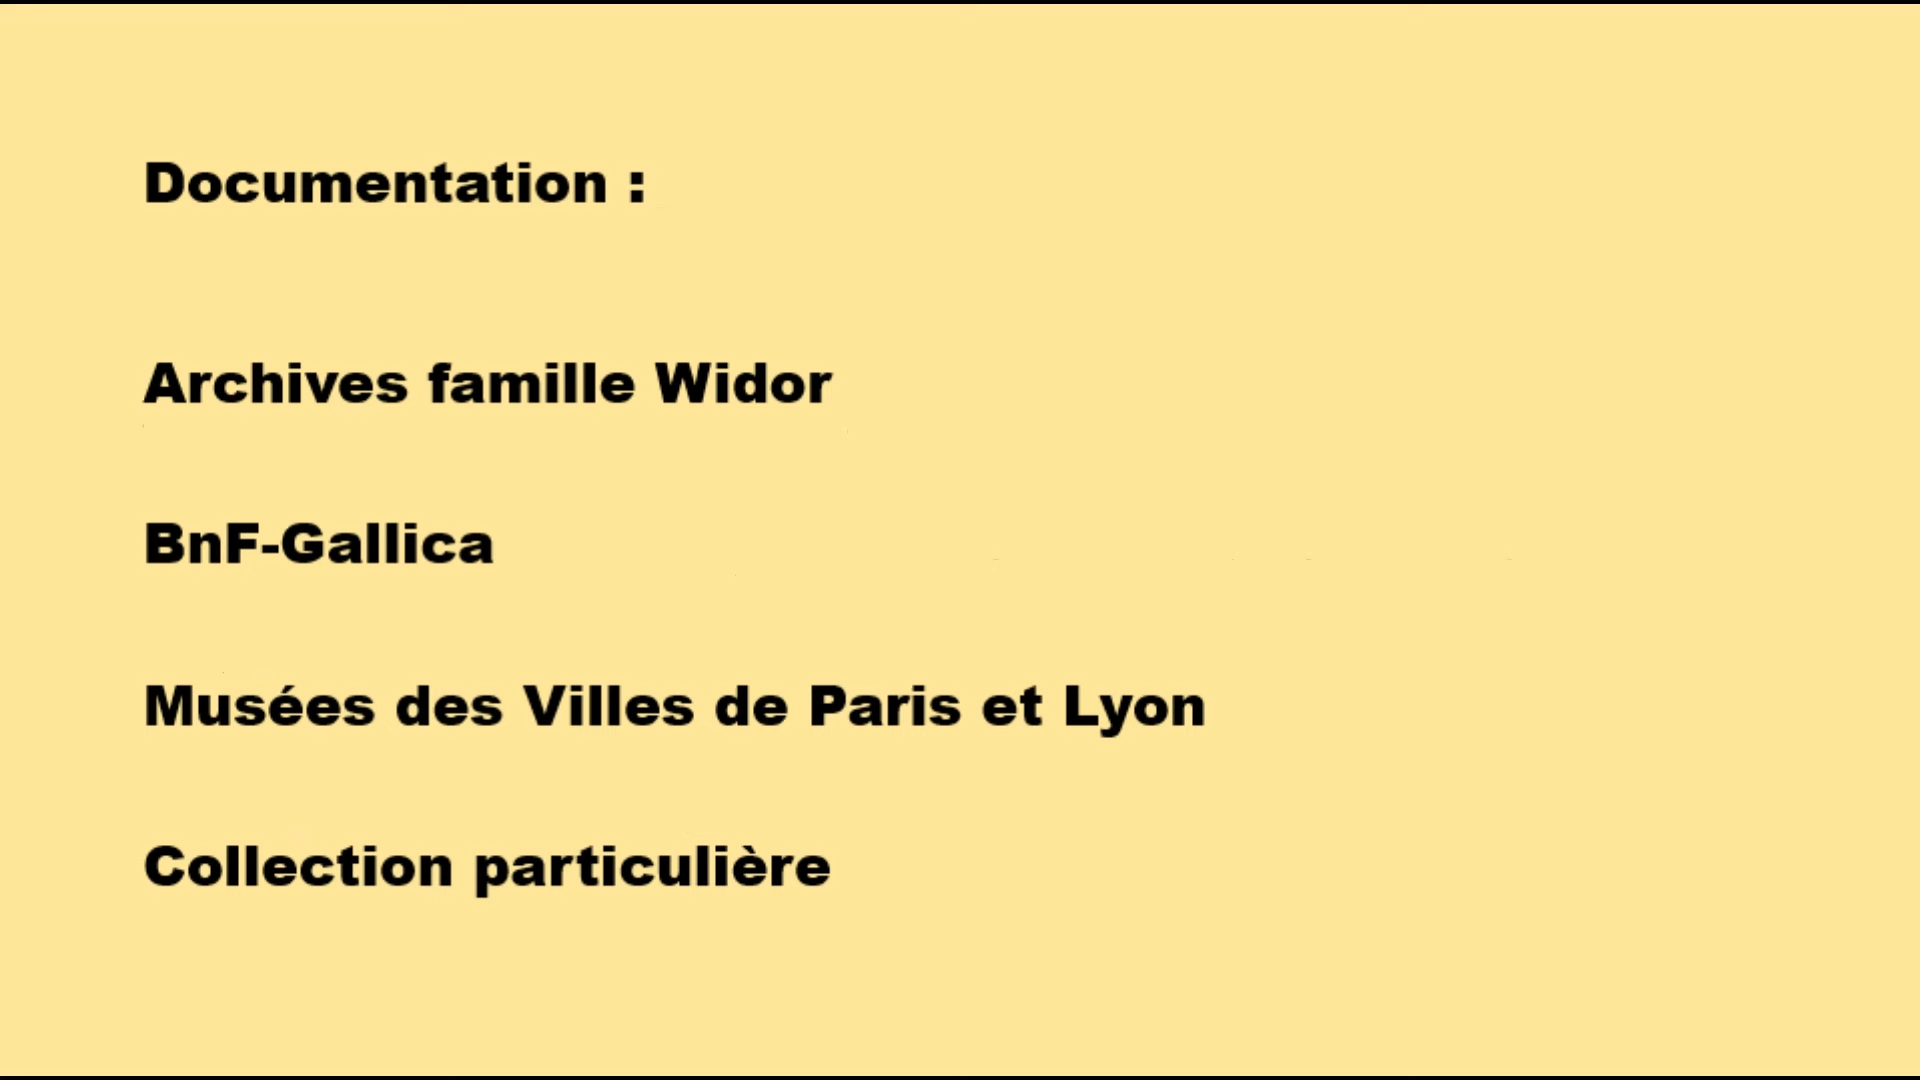 Documentation :
Archives famille Widor
BnF-Gallica
Musées des Villes de Paris et Lyon
Collection particulière